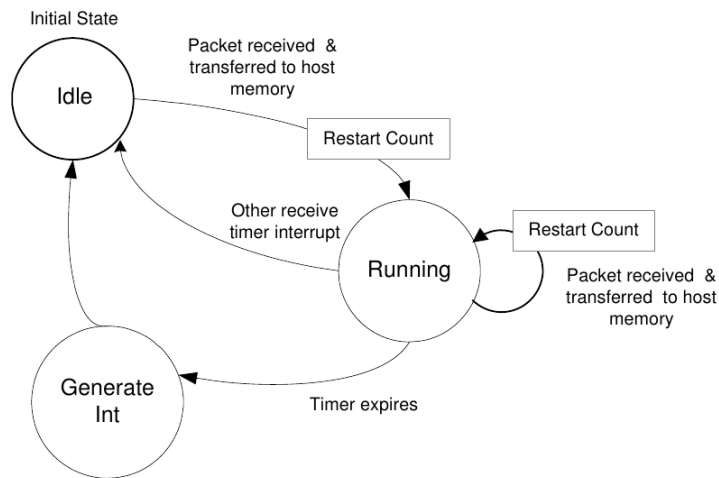 Initial State
Idle
Packet received &
transferred to host
memory
Restart Count
Other receive
timer interrupt
Running
Restart Count
Packet received &
transferred to host
memory
Generate
Int
Timer expires